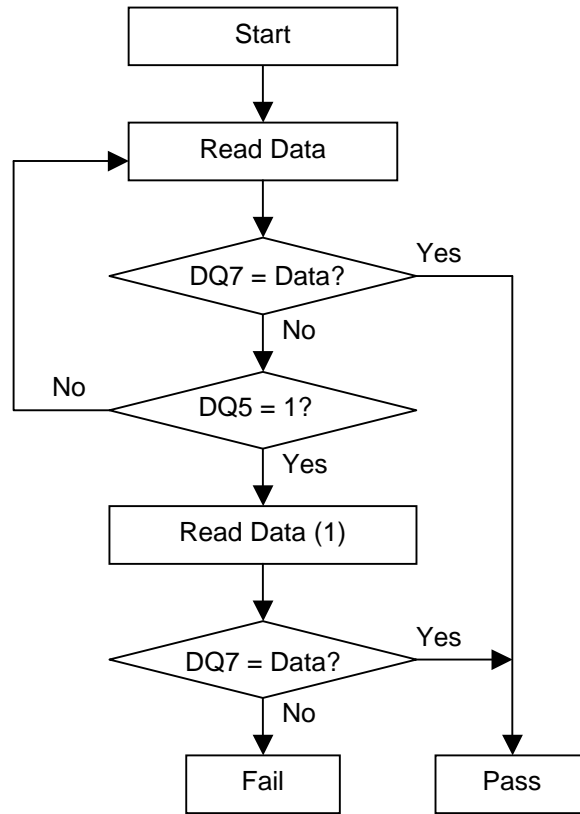 Start
Read Data
DQ7 = Data?
Yes
No
DQ5 = 1?
No
Yes
Read Data (1)
DQ7 = Data?
Yes
No
Fail
Pass